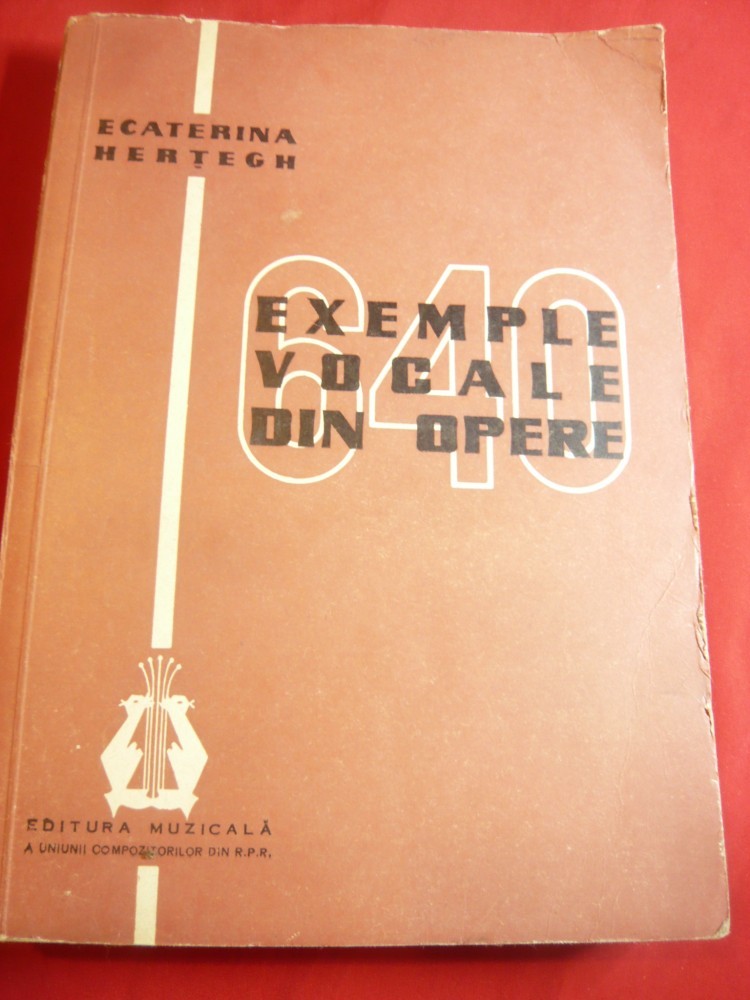 ECATERINA
HERȚEGH
640
EXEMPLE
VOCALE
DIN OPERE
EDITURA MUZICALĂ
A UNIUNII COMPOZITORILOR DIN R.P.R.